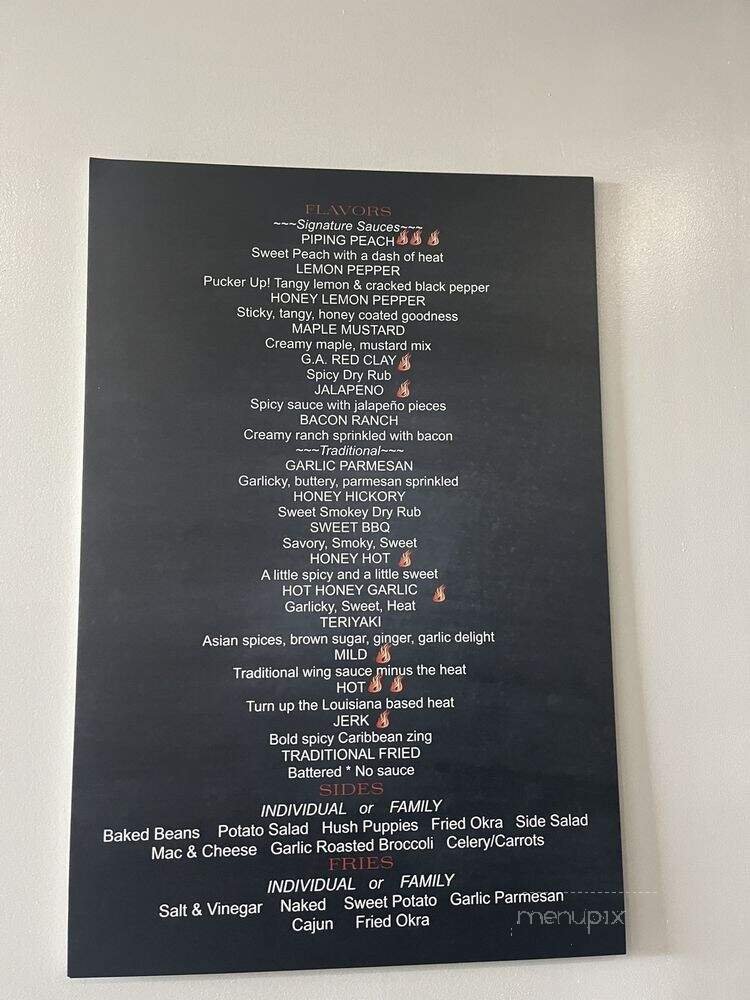 FLAVORS
~~~Signature Sauces~~~
PIPING PEACH
Sweet Peach with a dash of heat
LEMON PEPPER
Pucker Up! Tangy lemon & cracked black pepper
HONEY LEMON PEPPER
Sticky, tangy, honey coated goodness
MAPLE MUSTARD
Creamy maple, mustard mix
G.A. RED CLAY
Spicy Dry Rub
JALAPENO
Spicy sauce with jalapeño pieces
BACON RANCH
Creamy ranch sprinkled with bacon
~~~Traditional~~~
GARLIC PARMESAN
Garlicky, buttery, parmesan sprinkled
HONEY HICKORY
Sweet Smokey Dry Rub
SWEET BBQ
Savory, Smoky, Sweet
HONEY HOT
A little spicy and a little sweet
HOT HONEY GARLIC
Garlicky, Sweet, Heat
TERIYAKI
Asian spices, brown sugar, ginger, garlic delight
MILD
Traditional wing sauce minus the heat
HOT
Turn up the Louisiana based heat
JERK
Bold spicy Caribbean zing
TRADITIONAL FRIED
Battered * No sauce
SIDES
INDIVIDUAL or FAMILY
Baked Beans Potato Salad Hush Puppies Fried Okra Side Salad
Mac & Cheese Garlic Roasted Broccoli Celery/Carrots
FRIES
INDIVIDUAL or FAMILY
Salt & Vinegar Naked Sweet Potato Garlic Parmesan
Cajun Fried Okra
menupix